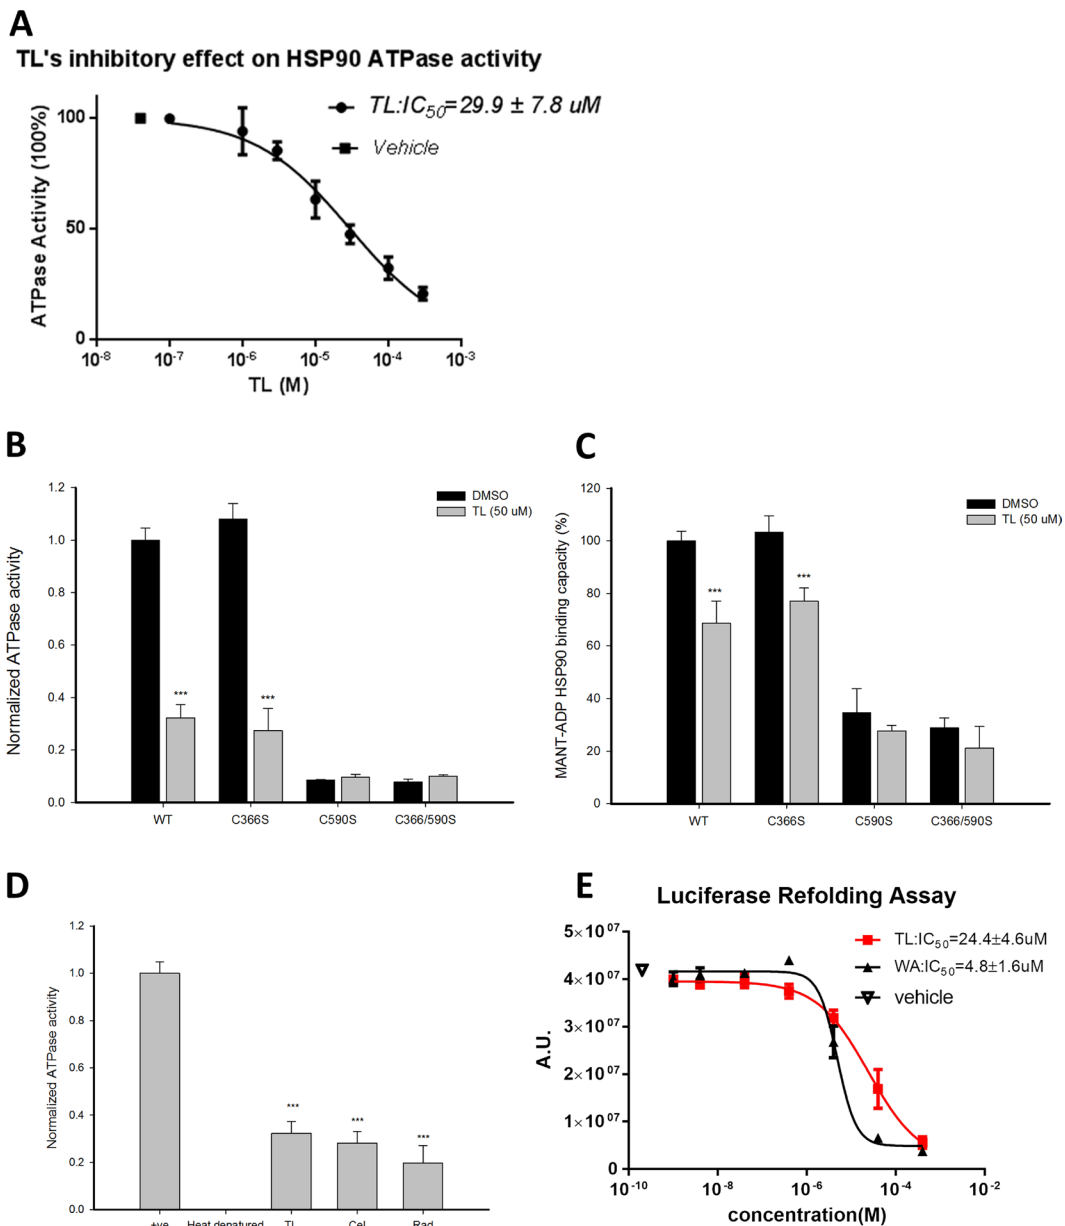 A
TL's inhibitory effect on HSP90 ATPase activity
TL:IC50=29.9 ± 7.8 uM
Vehicle
ATPase Activity (100%)
100
50
0
10-8 10-7 10-6 10-5 10-4 10-3
TL (M)
B
DMSO
TL (50 uM)
Normalized ATPase activity
1.2
1.0
0.8
0.6
0.4
0.2
0.0
***
***
WT C366S C590S C366/590S
C
DMSO
TL (50 uM)
MANT-ADP HSP90 binding capacity (%)
120
100
80
60
40
20
0
***
***
WT C366S C590S C366/590S
D
Normalized ATPase activity
1.2
1.0
0.8
0.6
0.4
0.2
0.0
***
***
***
+ve Heat denatured TL Cel Rad
E
Luciferase Refolding Assay
TL:IC50=24.4±4.6uM
WA:IC50=4.8±1.6uM
vehicle
A.U.
5×10 07
4×10 07
3×10 07
2×10 07
1×10 07
0
10-10 10-8 10-6 10-4 10-2
concentration(M)